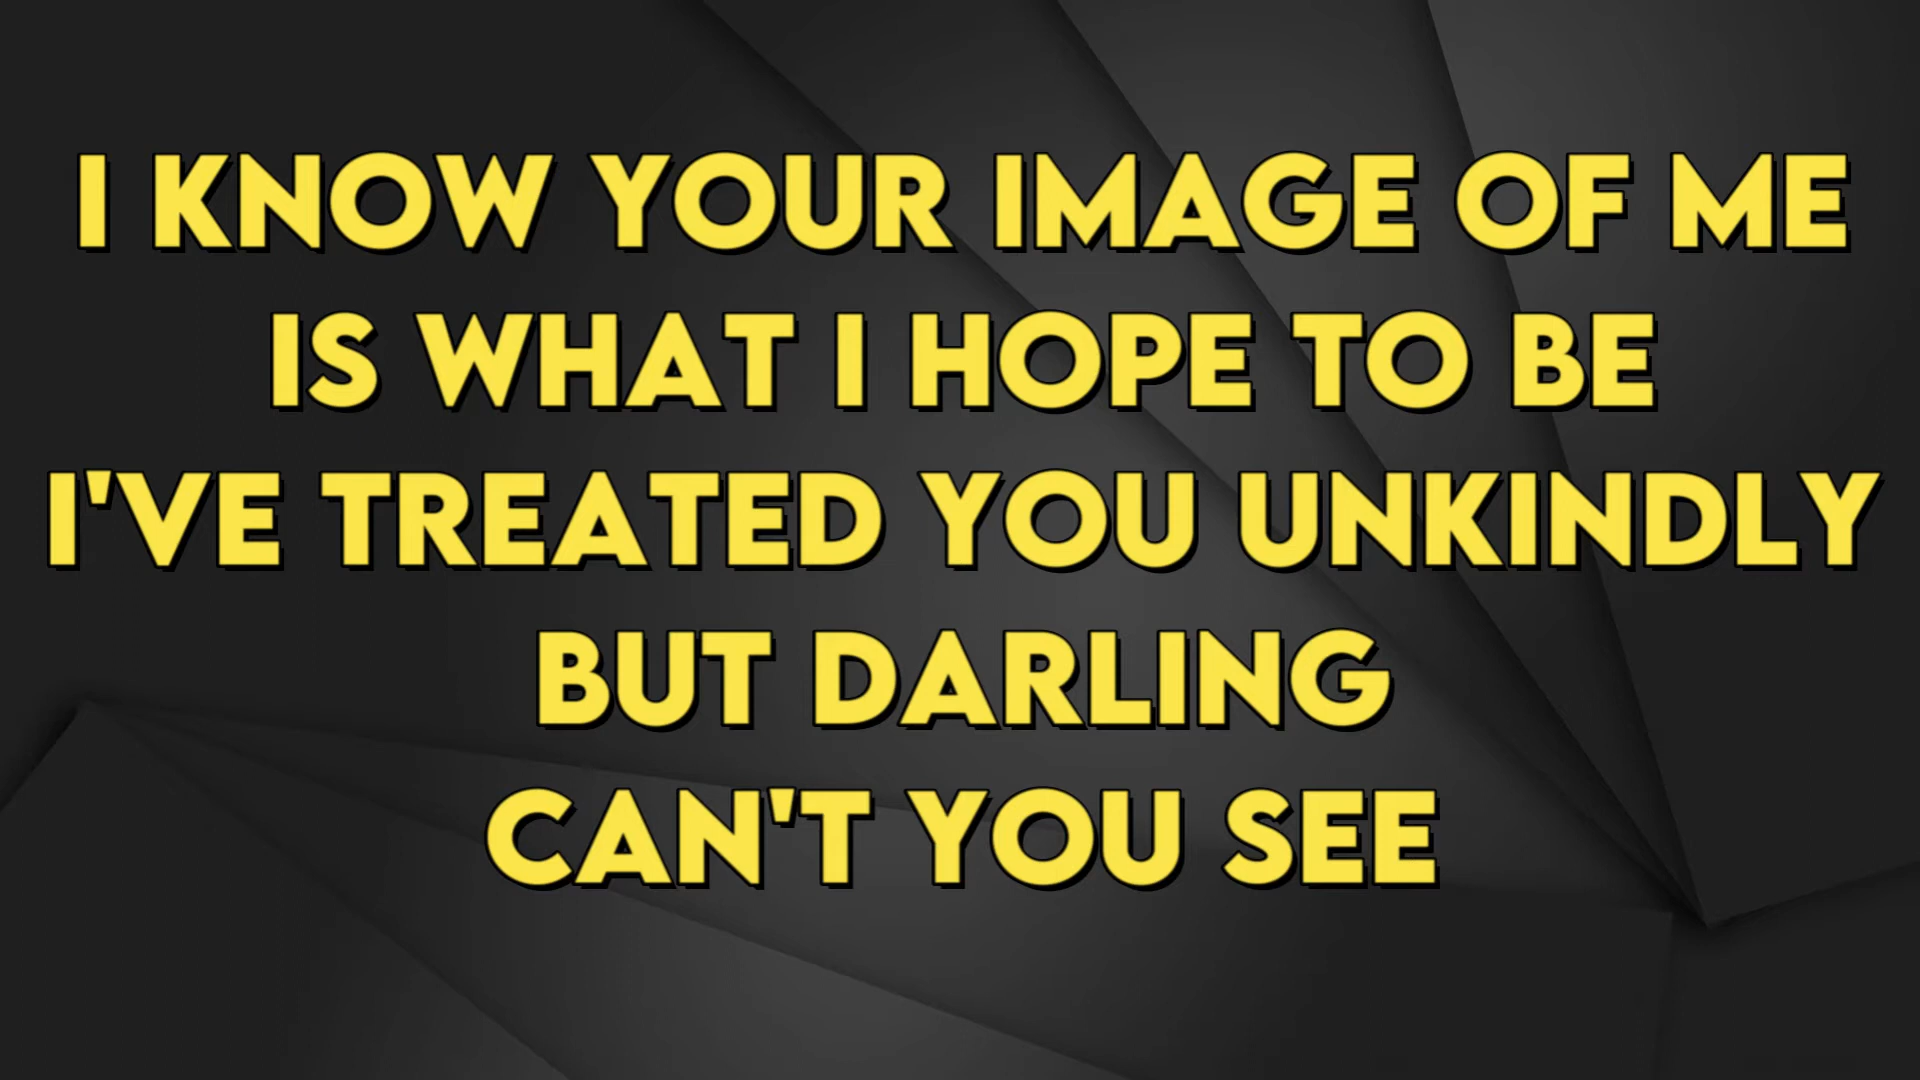 I KNOW YOUR IMAGE OF ME
IS WHAT I HOPE TO BE
I'VE TREATED YOU UNKINDLY
BUT DARLING
CAN'T YOU SEE